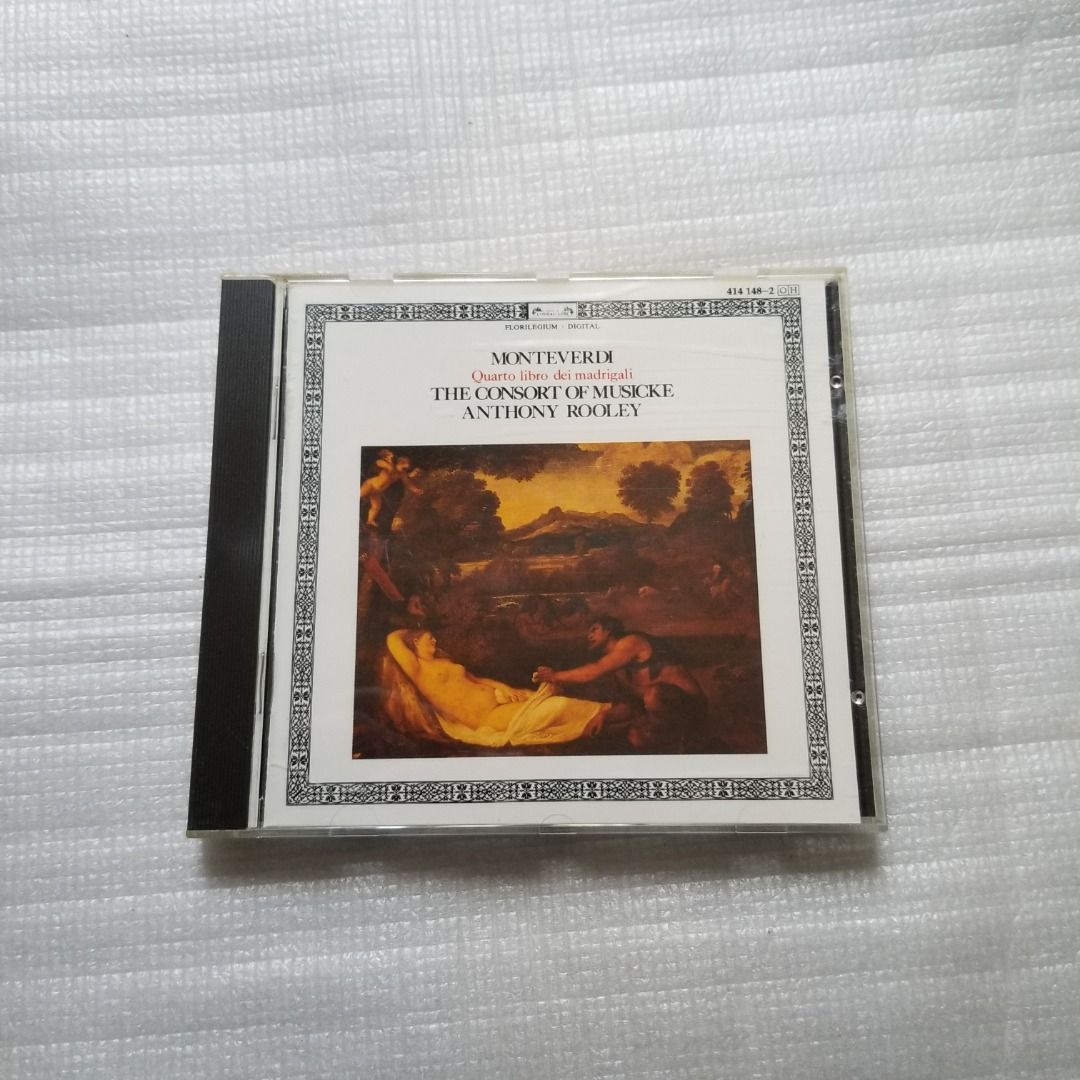 414 148-2 OH
FLORILEGIUM · DIGITAL
MONTEVERDI
Quarto libro dei madrigali
THE CONSORT OF MUSICKE
ANTHONY ROOLEY